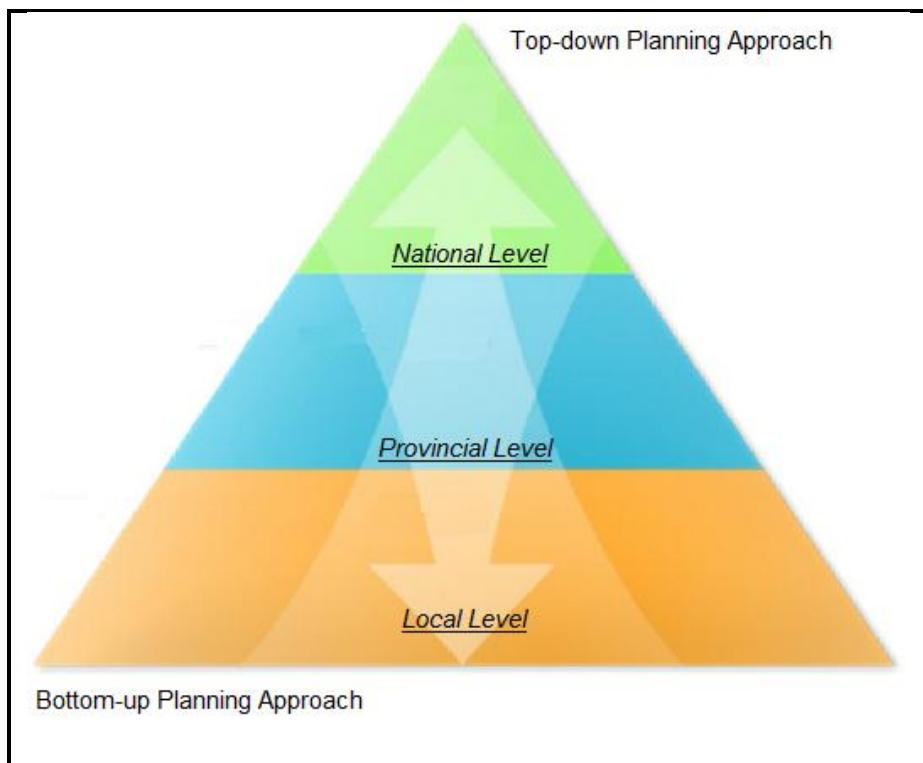 Top-down Planning Approach
National Level
Provincial Level
Local Level
Bottom-up Planning Approach